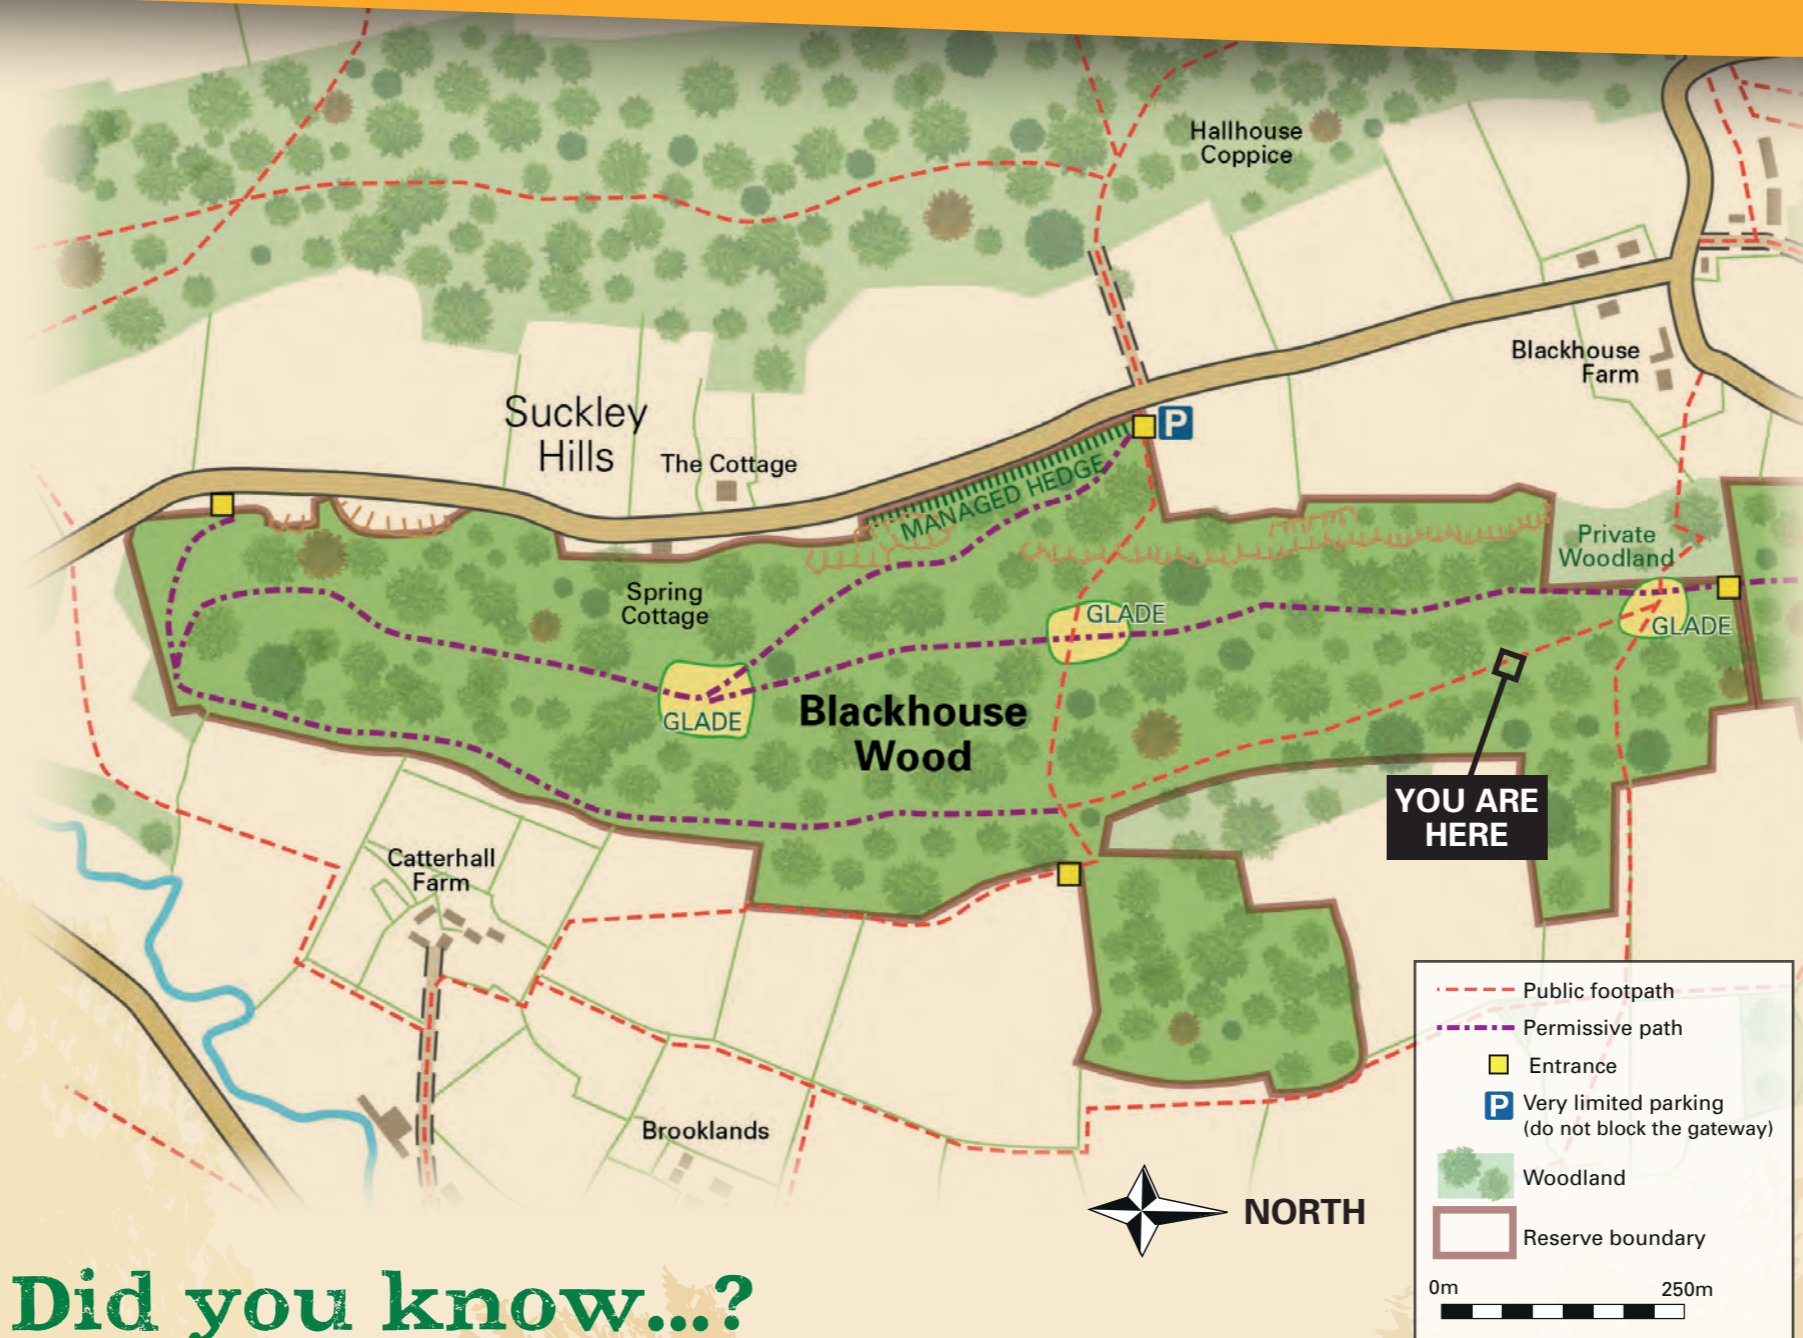 Hallhouse
Coppice
Blackhouse
Farm
Suckley
Hills
The Cottage
P
MANAGED HEDGE
Private
Woodland
Spring
Cottage
GLADE
GLADE
GLADE
Blackhouse
Wood
YOU ARE
HERE
Catterhall
Farm
Brooklands
NORTH
Public footpath
Permissive path
Entrance
P
Very limited parking
(do not block the gateway)
Woodland
Reserve boundary
0m 250m
Did you know...?